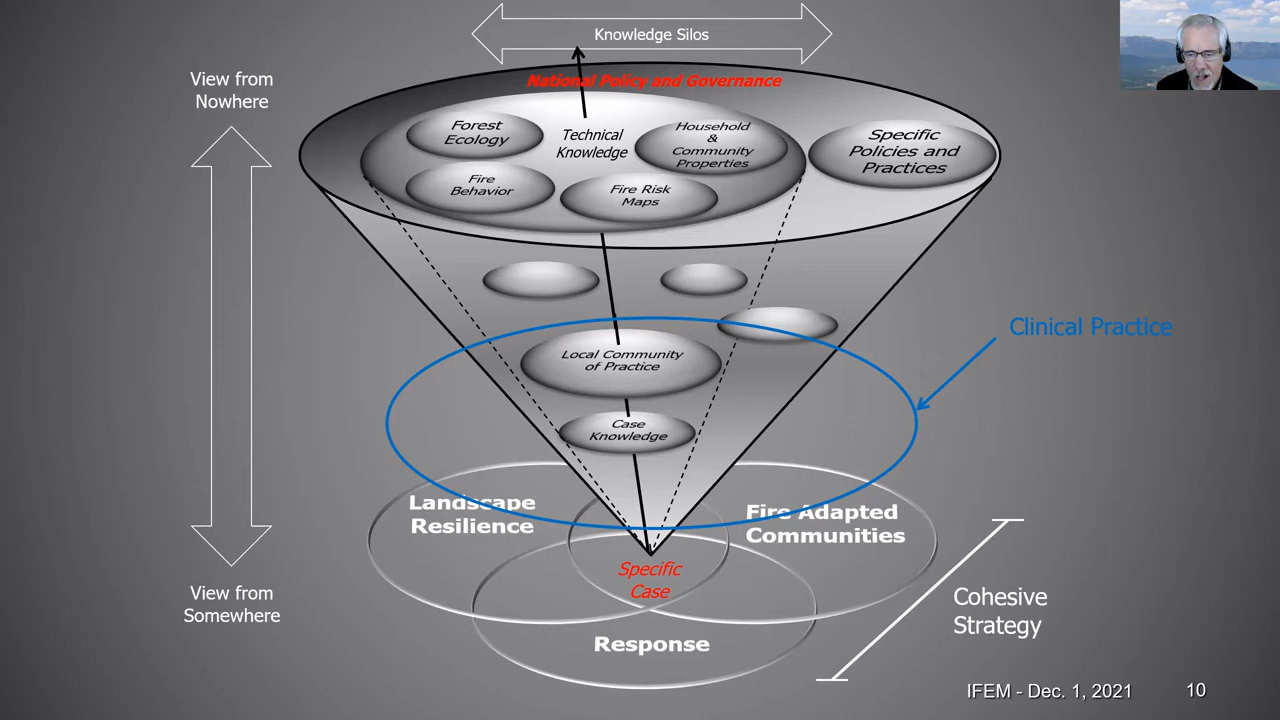 Knowledge Silos
View from
Nowhere
National Policy and Governance
Forest
Ecology
Technical
Knowledge
Household
&
Community
Properties
Specific
Policies and
Practices
Fire
Behavior
Fire Risk
Maps
Clinical Practice
Local Community
of Practice
Case
Knowledge
Landscape
Resilience
Fire Adapted
Communities
Specific
Case
View from
Somewhere
Cohesive
Strategy
Response
IFEM - Dec. 1, 2021
10